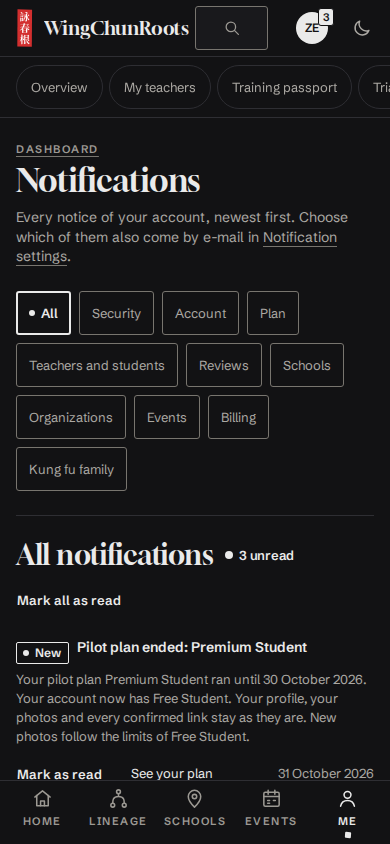 詠春根
WingChunRoots
ZE
3
Overview
My teachers
Training passport
DASHBOARD
Notifications
Every notice of your account, newest first. Choose
which of them also come by e-mail in Notification
settings.
All
Security
Account
Plan
Teachers and students
Reviews
Schools
Organizations
Events
Billing
Kung fu family
All notifications
3 unread
Mark all as read
New
Pilot plan ended: Premium Student
Your pilot plan Premium Student ran until 30 October 2026.
Your account now has Free Student. Your profile, your
photos and every confirmed link stay as they are. New
photos follow the limits of Free Student.
Mark as read
See your plan
31 October 2026
HOME
LINEAGE
SCHOOLS
EVENTS
ME